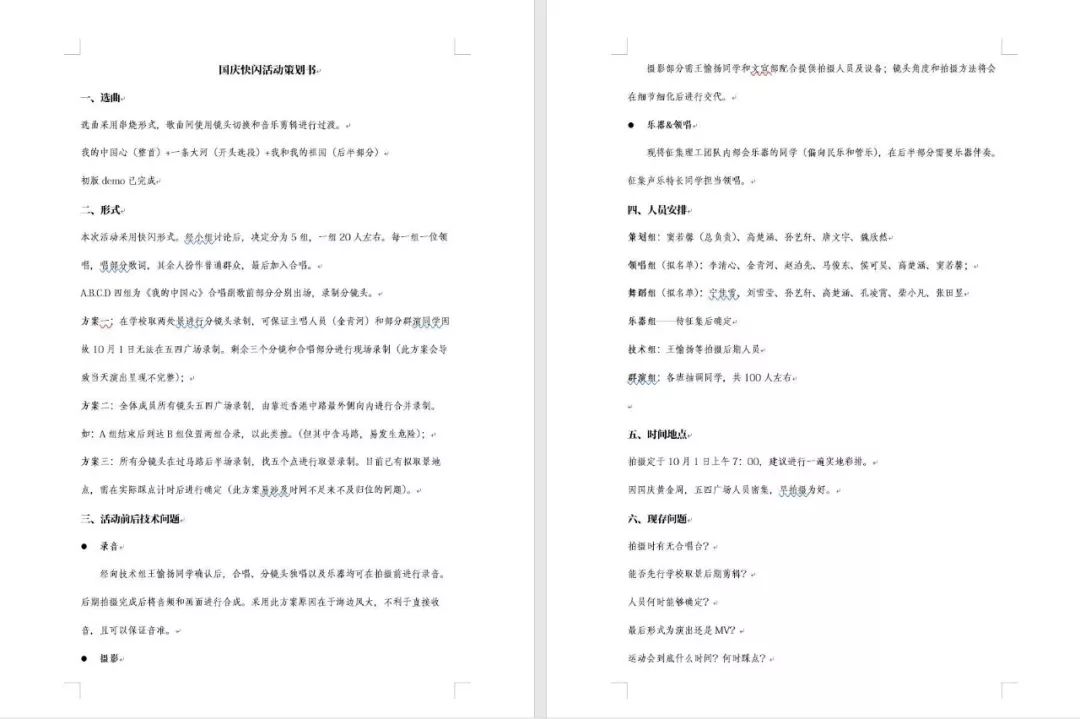 国庆快闪活动策划书
一、选曲
选曲采用串烧形式，歌曲间使用镜头切换和音乐剪辑进行过渡。
我的中国心（整首）+一条大河（开头选段）+我和我的祖国（后半部分）
初版 demo 已完成
二、形式
本次活动采用快闪形式。经小组讨论后，决定分为 5 组，一组 20 人左右。每一组一位领
唱，唱部分歌词，其余人扮作普通群众，最后加入合唱。
A.B.C.D 四组为《我的中国心》合唱副歌前部分分别出场，录制分镜头。
方案一：在学校取两处景进行分镜头录制，可保证主唱人员（金青河）和部分群演同学因
故 10 月 1 日无法在五四广场录制。剩余三个分镜和合唱部分进行现场录制（此方案会导
致当天演出呈现不完整）；
方案二：全体成员所有镜头五四广场录制，由靠近香港中路最外侧向内进行合并录制。
如：A 组结束后到达 B 组位置两组合录，以此类推。（但其中含马路，易发生危险）；
方案三：所有分镜头在过马路后半场录制，找五个点进行取景录制。目前已有拟取景地
点，需在实际踩点计时后进行确定（此方案易涉及时间不足来不及归位的问题）。
三、活动前后技术问题
● 录音
经向技术组王愉扬同学确认后，合唱、分镜头独唱以及乐器均可在拍摄前进行录音。
后期拍摄完成后将音频和画面进行合成。采用此方案原因在于海边风大，不利于直接收
音，且可以保证音准。
● 摄影
摄影部分需王愉扬同学和文宣部配合提供拍摄人员及设备；镜头角度和拍摄方法将会
在细节细化后进行交代。
● 乐器&领唱
现将征集理工团队内部会乐器的同学（偏向民乐和管乐），在后半部分需要乐器伴奏。
征集声乐特长同学担当领唱。
四、人员安排
策划组：窦若馨（总负责）、高楚涵、孙艺轩、唐文宇、魏欣然
领唱组（拟名单）：李清心、金青河、赵泊先、马俊东、侯可昊、高楚涵、窦若馨；
舞蹈组（拟名单）：宁佳雪，刘雪莹、孙艺轩、高楚涵、孔凌霄、柴小凡、张田昱
乐器组——待征集后确定
技术组：王愉扬等拍摄后期人员
群演组：各班抽调同学，共 100 人左右
五、时间地点
拍摄定于 10 月 1 日上午 7：00，建议进行一遍实地彩排。
因国庆黄金周，五四广场人员密集，早拍摄为好。
六、现存问题
拍摄时有无合唱台？
能否先行学校取景后期剪辑？
人员何时能够确定？
最后形式为演出还是 MV？
运动会到底什么时间？何时踩点？